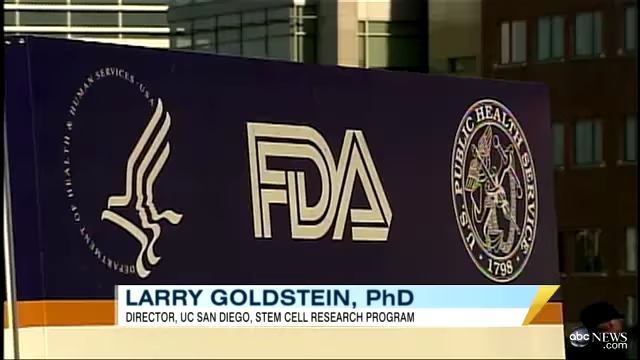 DEPARTMENT OF HEALTH & HUMAN SERVICES · USA
FDA
U.S. PUBLIC HEALTH SERVICE
· 1798 ·
LARRY GOLDSTEIN, PhD
DIRECTOR, UC SAN DIEGO, STEM CELL RESEARCH PROGRAM
abc NEWS
.com